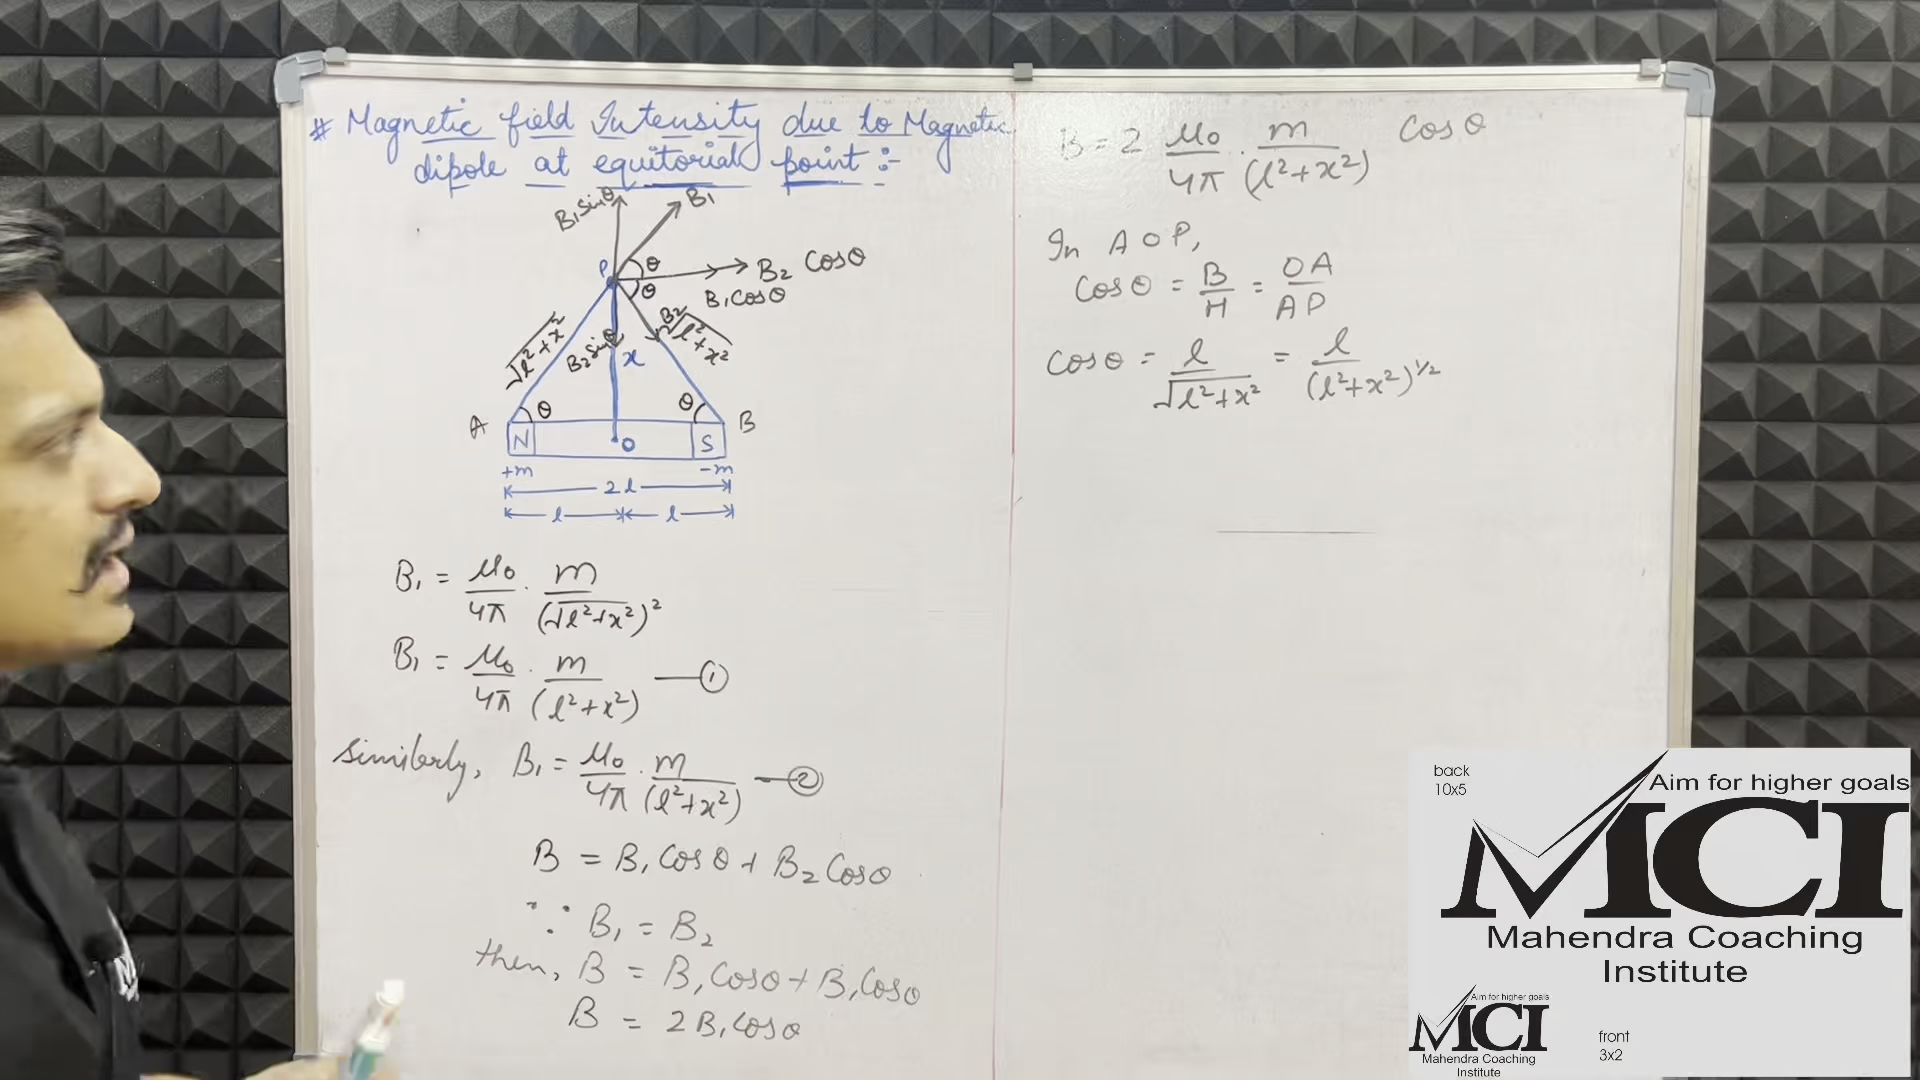 # Magnetic field Intensity due to Magnetic
dipole at equitorial point :-
B₁ sinθ
B₁
P
θ
B₂ Cosθ
θ
B₁ Cosθ
√l²+x²
B₂ sinθ
x
B₂
√l²+x²
A
θ
θ
B
N
O
S
+m
-m
2l
l
l
B₁ = μ₀/4π · m/(√l²+x²)²
B₁ = μ₀/4π · m/(l²+x²) —①
Similarly, B₁ = μ₀/4π · m/(l²+x²) —②
B = B₁ Cosθ + B₂ Cosθ
∵ B₁ = B₂
then, B = B₁ Cosθ + B₁ Cosθ
B = 2B₁ Cosθ
B = 2 μ₀/4π · m/(l²+x²) Cosθ
In AOP,
Cosθ = B/H = OA/AP
Cosθ = l/√l²+x² = l/(l²+x²)^1/2
back
10x5
Aim for higher goals
MCI
Mahendra Coaching
Institute
Aim for higher goals
MCI
Mahendra Coaching
Institute
front
3x2